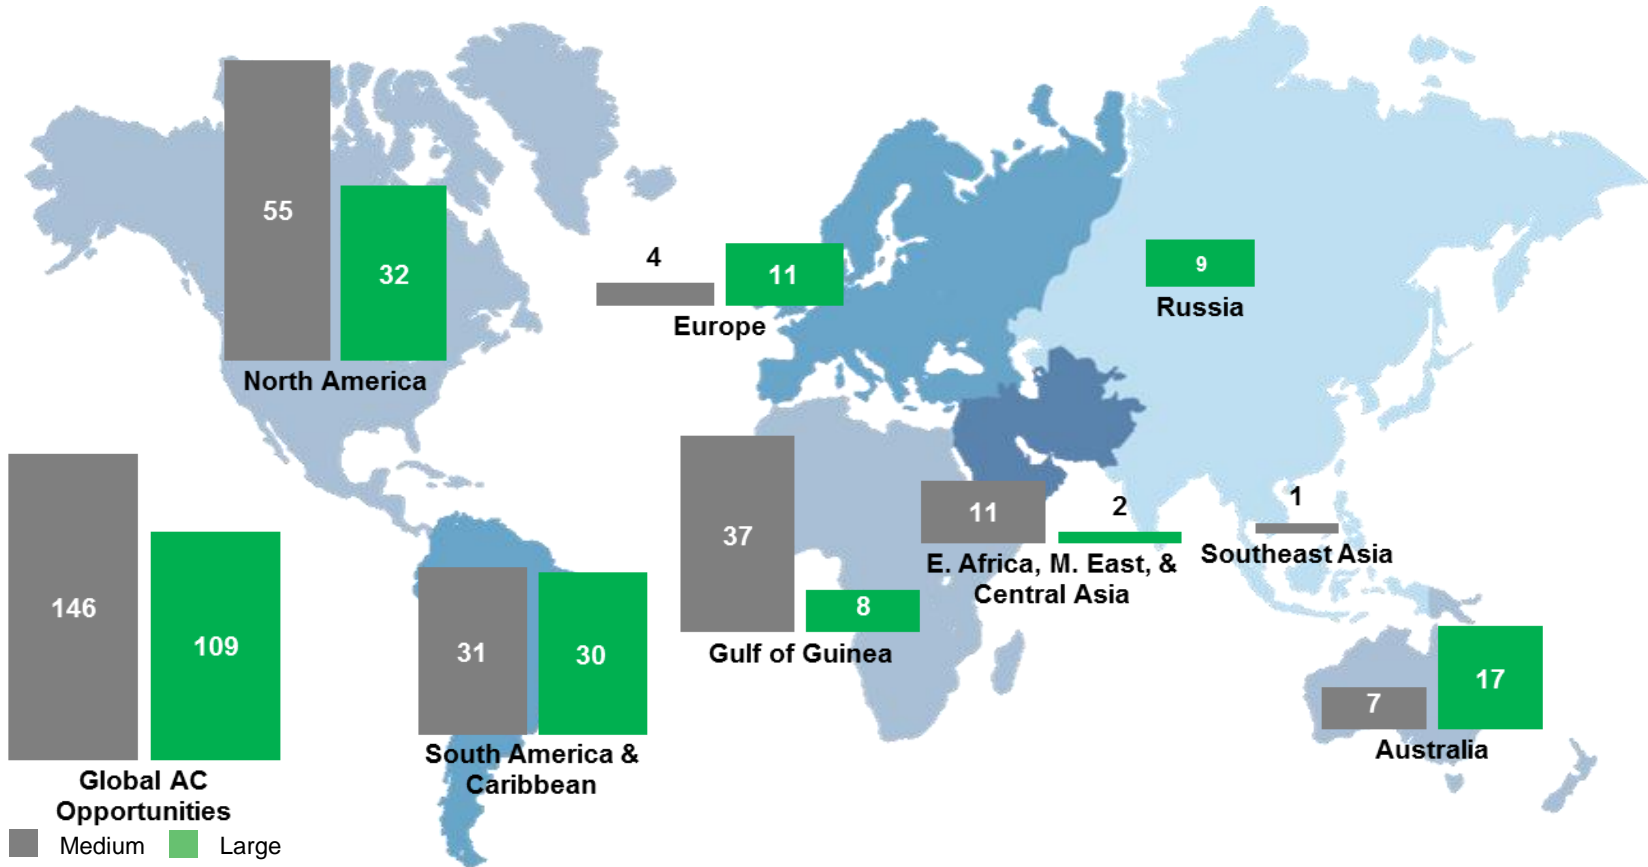 55
32
North America
4
11
Europe
9
Russia
146
109
Global AC
Opportunities
Medium
Large
31
30
South America &
Caribbean
37
8
Gulf of Guinea
11
2
E. Africa, M. East, &
Central Asia
1
Southeast Asia
7
17
Australia